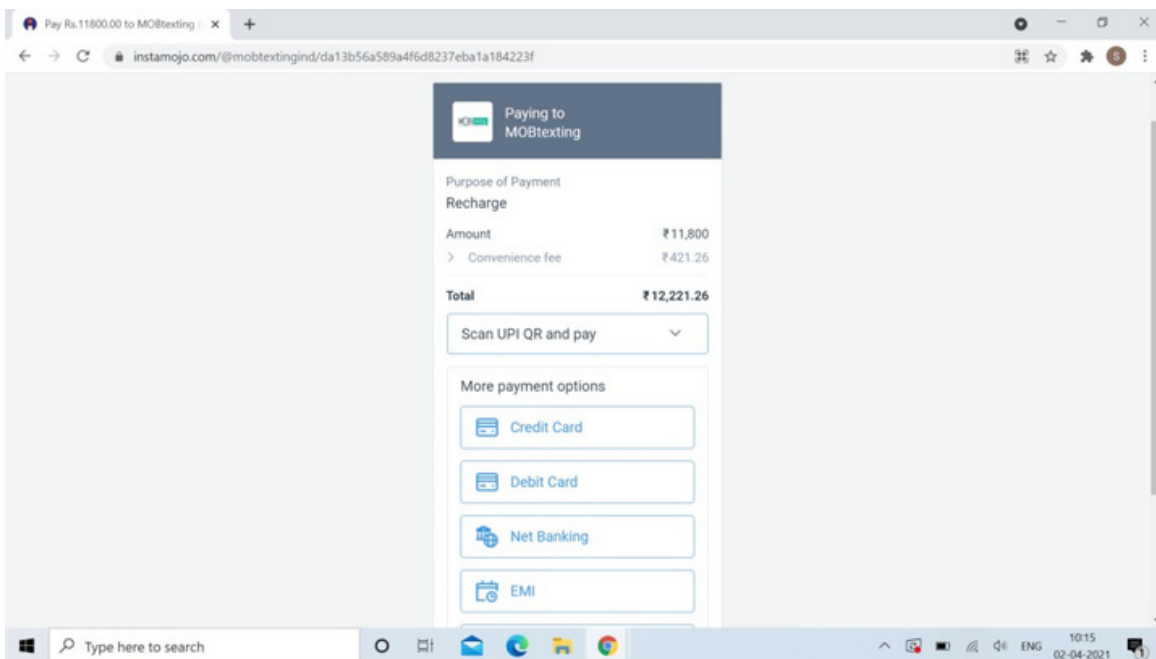 Pay Rs.11800.00 to MOBtexting
instamojo.com/@mobtextingind/da13b56a589a4f6d8237eba1a184223f
S
Paying to
MOBtexting
Purpose of Payment
Recharge
Amount ₹11,800
Convenience fee ₹421.26
Total ₹12,221.26
Scan UPI QR and pay
More payment options
Credit Card
Debit Card
Net Banking
EMI
Type here to search
ENG
10:15
02-04-2021
1